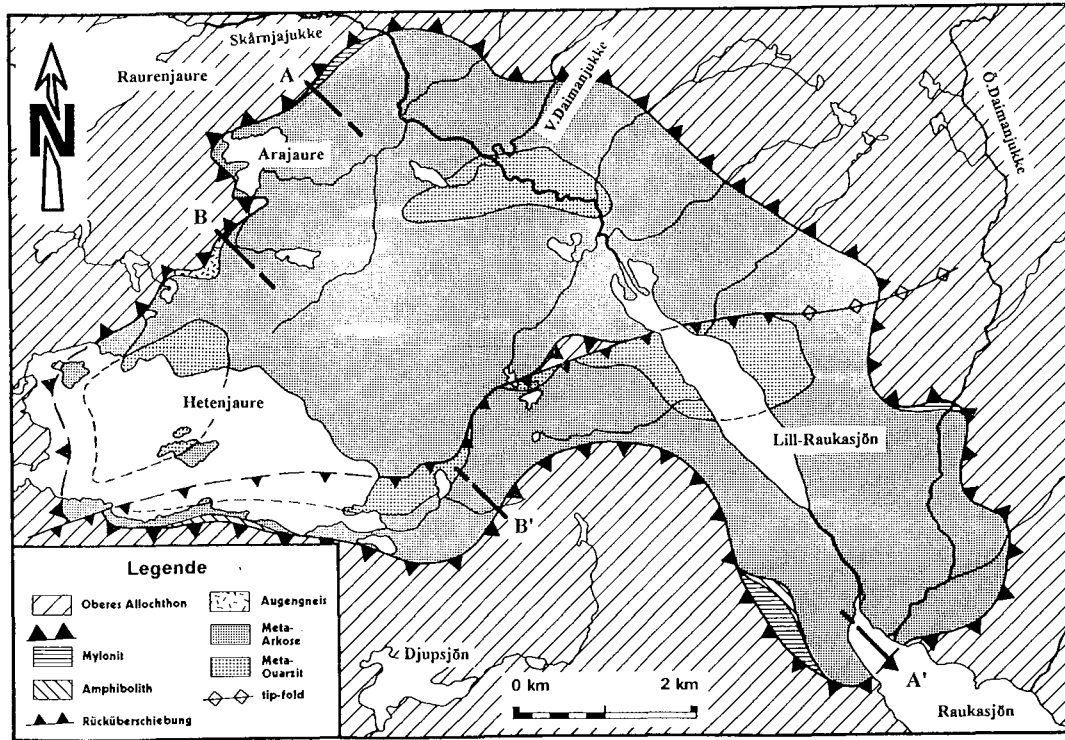 Skårnjajukke
Raurenjaure
A
V.Daimanjukke
Ö.Daimanjukke
N
Arajaure
B
Hetenjaure
Lill-Raukasjön
B'
Legende
Oberes Allochthon
Augengneis
Meta-
Arkose
Mylonit
Meta-
Quarzit
Amphibolith
tip-fold
Rücküberschiebung
Djupsjön
0 km 2 km
A'
Raukasjön